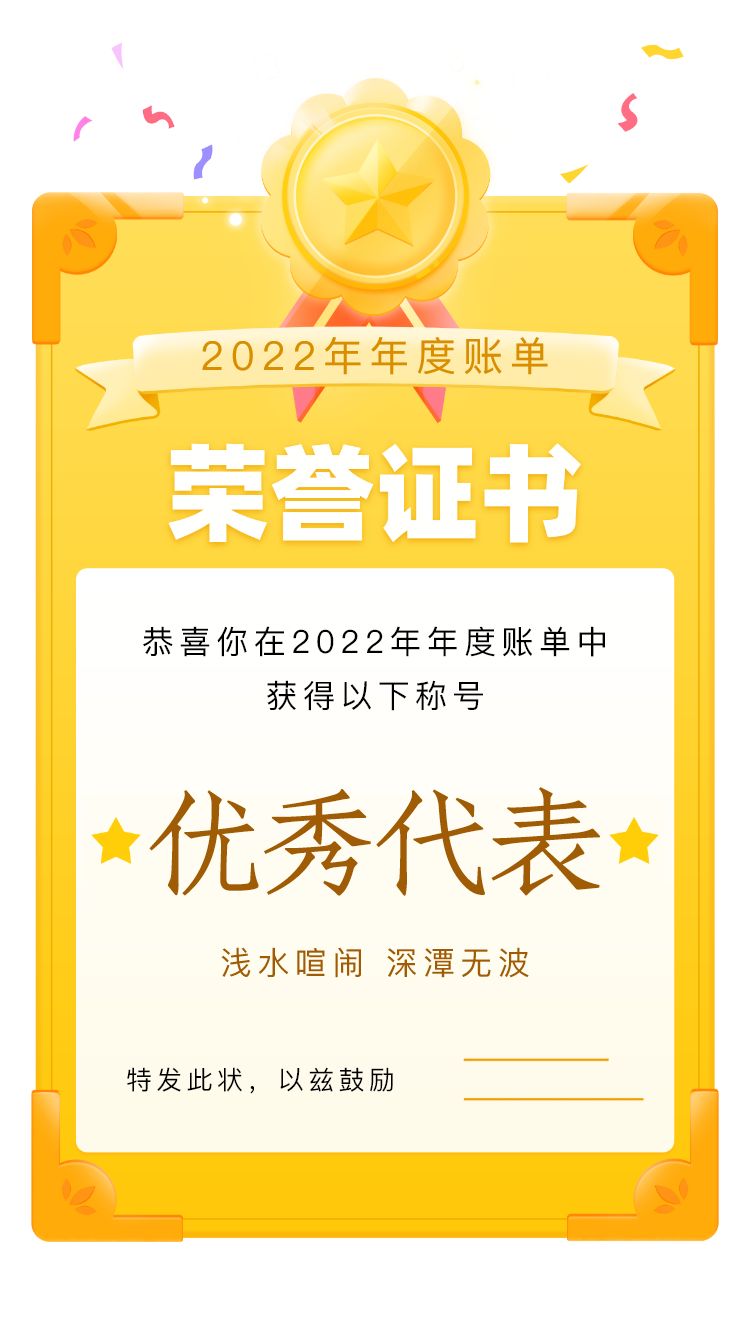 2022年年度账单
荣誉证书
恭喜你在2022年年度账单中
获得以下称号
优秀代表
浅水喧闹 深潭无波
特发此状，以兹鼓励